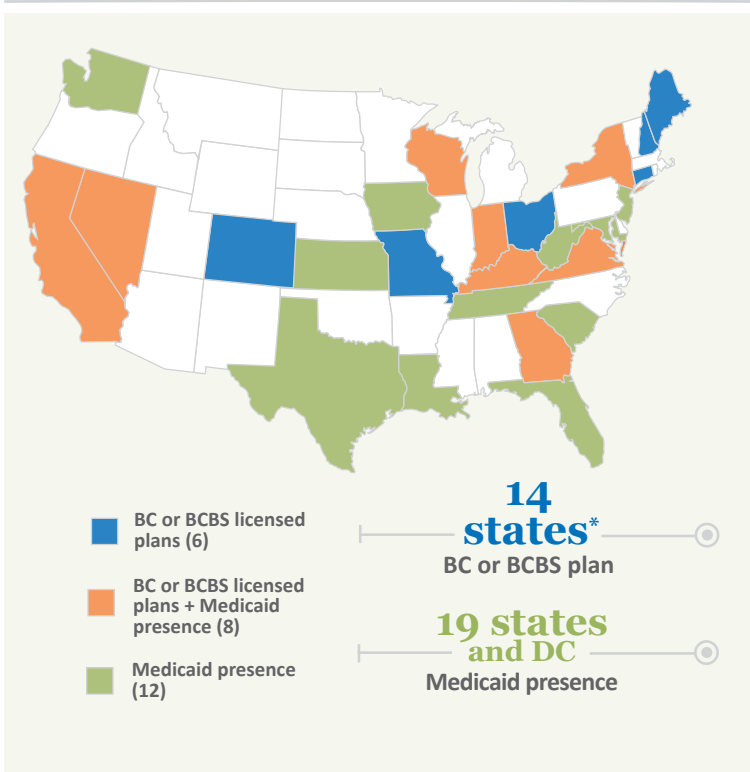 BC or BCBS licensed
plans (6)
BC or BCBS licensed
plans + Medicaid
presence (8)
Medicaid presence
(12)
14
states*
BC or BCBS plan
19 states
and DC
Medicaid presence